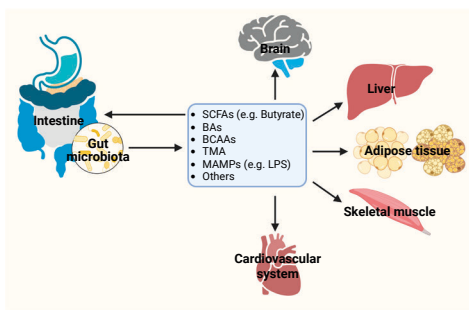 Brain
Intestine
Gut
microbiota
• SCFAs (e.g. Butyrate)
• BAs
• BCAAs
• TMA
• MAMPs (e.g. LPS)
• Others
Liver
Adipose tissue
Skeletal muscle
Cardiovascular
system